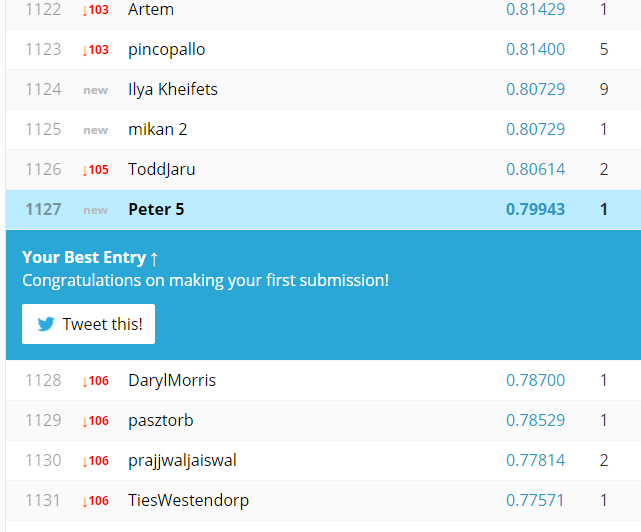 1122 ↓103 Artem 0.81429 1
1123 ↓103 pincopallo 0.81400 5
1124 new Ilya Kheifets 0.80729 9
1125 new mikan 2 0.80729 1
1126 ↓105 ToddJaru 0.80614 2
1127 new Peter 5 0.79943 1
Your Best Entry ↑
Congratulations on making your first submission!
Tweet this!
1128 ↓106 DarylMorris 0.78700 1
1129 ↓106 pasztorb 0.78529 1
1130 ↓106 prajjwaljaiswal 0.77814 2
1131 ↓106 TiesWestendorp 0.77571 1